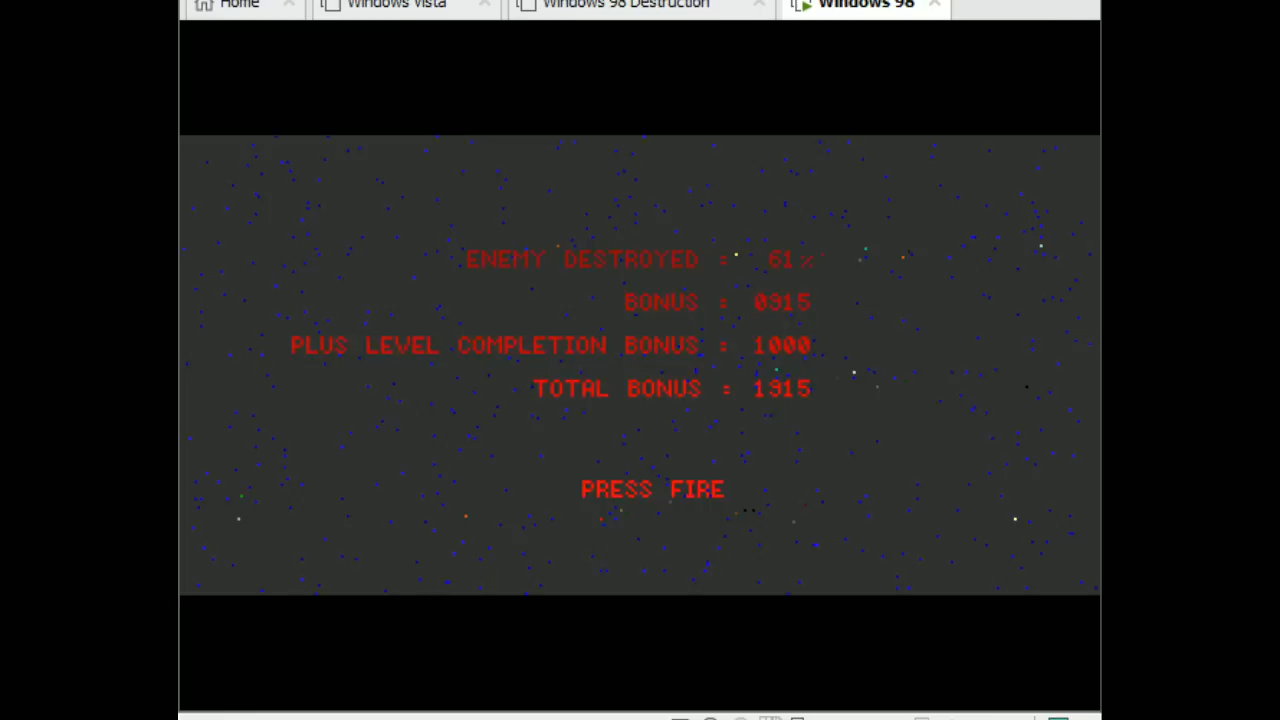 Home
Windows Vista
Windows 98 Destruction
Windows 98
ENEMY DESTROYED : 61%
BONUS : 0915
PLUS LEVEL COMPLETION BONUS : 1000
TOTAL BONUS : 1915
PRESS FIRE